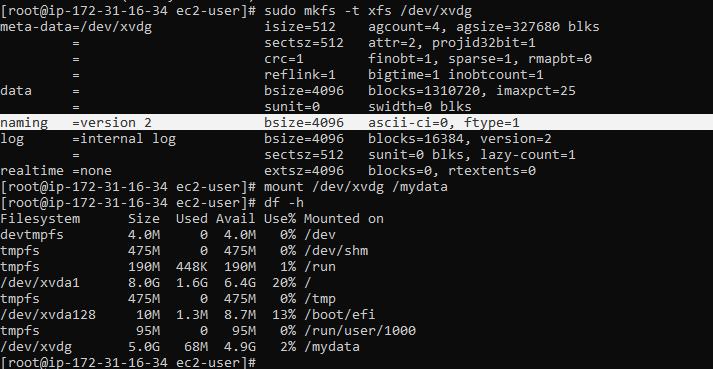 [root@ip-172-31-16-34 ec2-user]# sudo mkfs -t xfs /dev/xvdg
meta-data=/dev/xvdg              isize=512    agcount=4, agsize=327680 blks
         =                       sectsz=512   attr=2, projid32bit=1
         =                       crc=1        finobt=1, sparse=1, rmapbt=0
         =                       reflink=1    bigtime=1 inobtcount=1
data     =                       bsize=4096   blocks=1310720, imaxpct=25
         =                       sunit=0      swidth=0 blks
naming   =version 2              bsize=4096   ascii-ci=0, ftype=1
log      =internal log           bsize=4096   blocks=16384, version=2
         =                       sectsz=512   sunit=0 blks, lazy-count=1
realtime =none                   extsz=4096   blocks=0, rtextents=0
[root@ip-172-31-16-34 ec2-user]# mount /dev/xvdg /mydata
[root@ip-172-31-16-34 ec2-user]# df -h
Filesystem      Size  Used Avail Use% Mounted on
devtmpfs        4.0M     0  4.0M   0% /dev
tmpfs           475M     0  475M   0% /dev/shm
tmpfs           190M  448K  190M   1% /run
/dev/xvda1      8.0G  1.6G  6.4G  20% /
tmpfs           475M     0  475M   0% /tmp
/dev/xvda128     10M  1.3M  8.7M  13% /boot/efi
tmpfs            95M     0   95M   0% /run/user/1000
/dev/xvdg       5.0G   68M  4.9G   2% /mydata
[root@ip-172-31-16-34 ec2-user]#